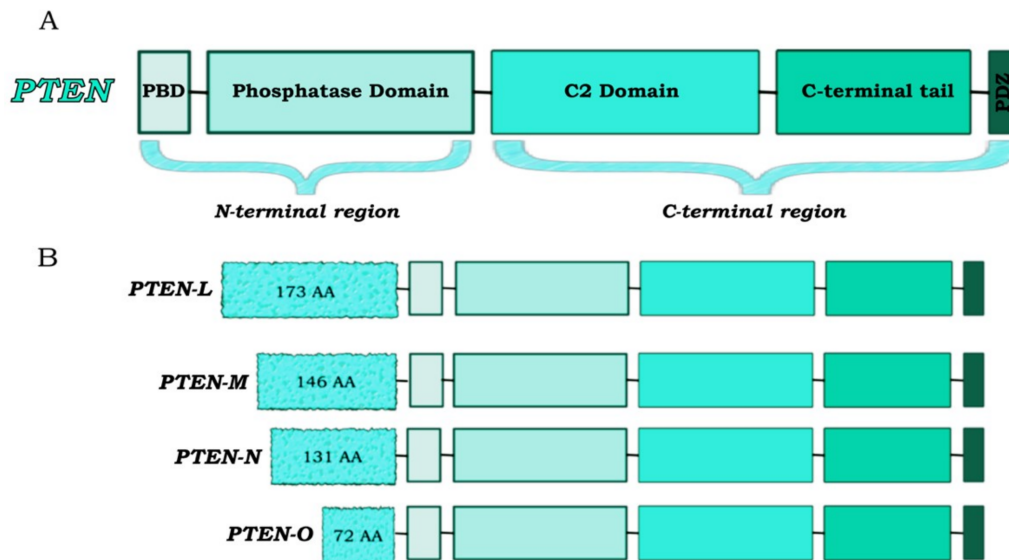 A
PTEN
PBD
Phosphatase Domain
C2 Domain
C-terminal tail
PDZ
N-terminal region
C-terminal region
B
PTEN-L
173 AA
PTEN-M
146 AA
PTEN-N
131 AA
PTEN-O
72 AA